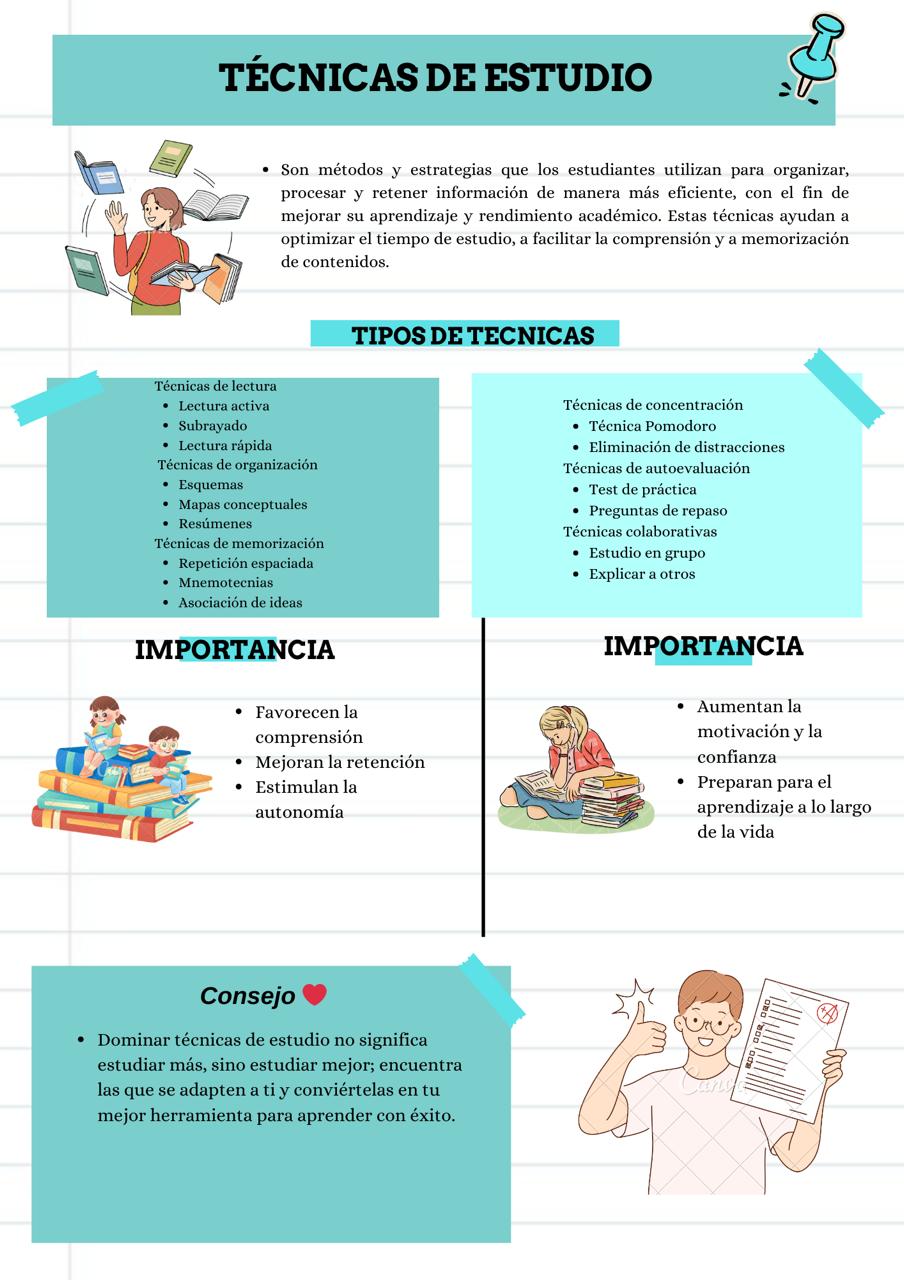 TÉCNICAS DE ESTUDIO
Son métodos y estrategias que los estudiantes utilizan para organizar,
procesar y retener información de manera más eficiente, con el fin de
mejorar su aprendizaje y rendimiento académico. Estas técnicas ayudan a
optimizar el tiempo de estudio, a facilitar la comprensión y a memorización
de contenidos.
TIPOS DE TECNICAS
Técnicas de lectura
Lectura activa
Subrayado
Lectura rápida
Técnicas de organización
Esquemas
Mapas conceptuales
Resúmenes
Técnicas de memorización
Repetición espaciada
Mnemotecnias
Asociación de ideas
Técnicas de concentración
Técnica Pomodoro
Eliminación de distracciones
Técnicas de autoevaluación
Test de práctica
Preguntas de repaso
Técnicas colaborativas
Estudio en grupo
Explicar a otros
IMPORTANCIA
Favorecen la
comprensión
Mejoran la retención
Estimulan la
autonomía
IMPORTANCIA
Aumentan la
motivación y la
confianza
Preparan para el
aprendizaje a lo largo
de la vida
Consejo
Dominar técnicas de estudio no significa
estudiar más, sino estudiar mejor; encuentra
las que se adapten a ti y conviértelas en tu
mejor herramienta para aprender con éxito.
A
Canva